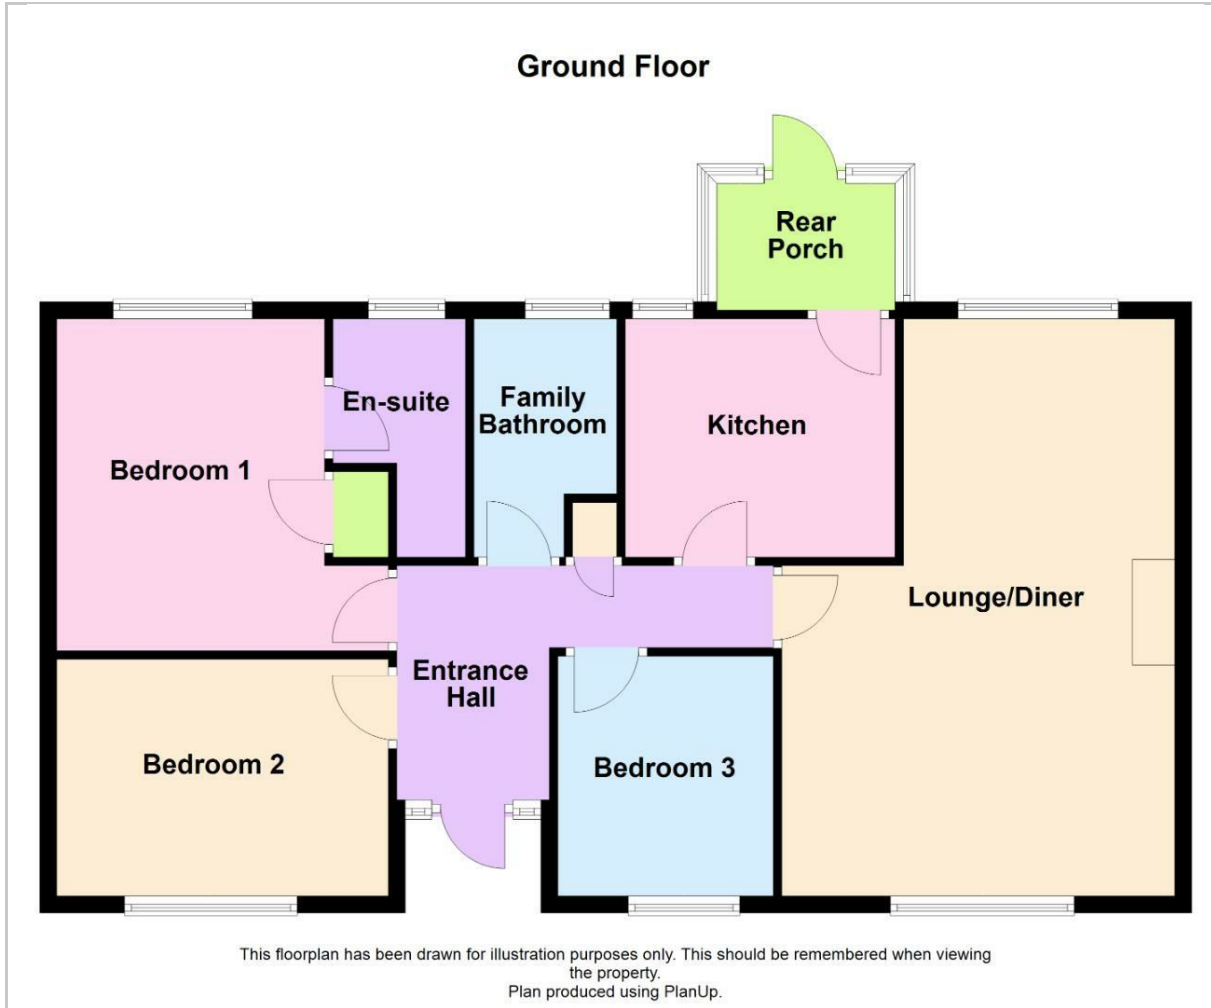 Ground Floor
Rear
Porch
En-suite
Family
Bathroom
Kitchen
Bedroom 1
Lounge/Diner
Entrance
Hall
Bedroom 2
Bedroom 3
This floorplan has been drawn for illustration purposes only. This should be remembered when viewing
the property.
Plan produced using PlanUp.